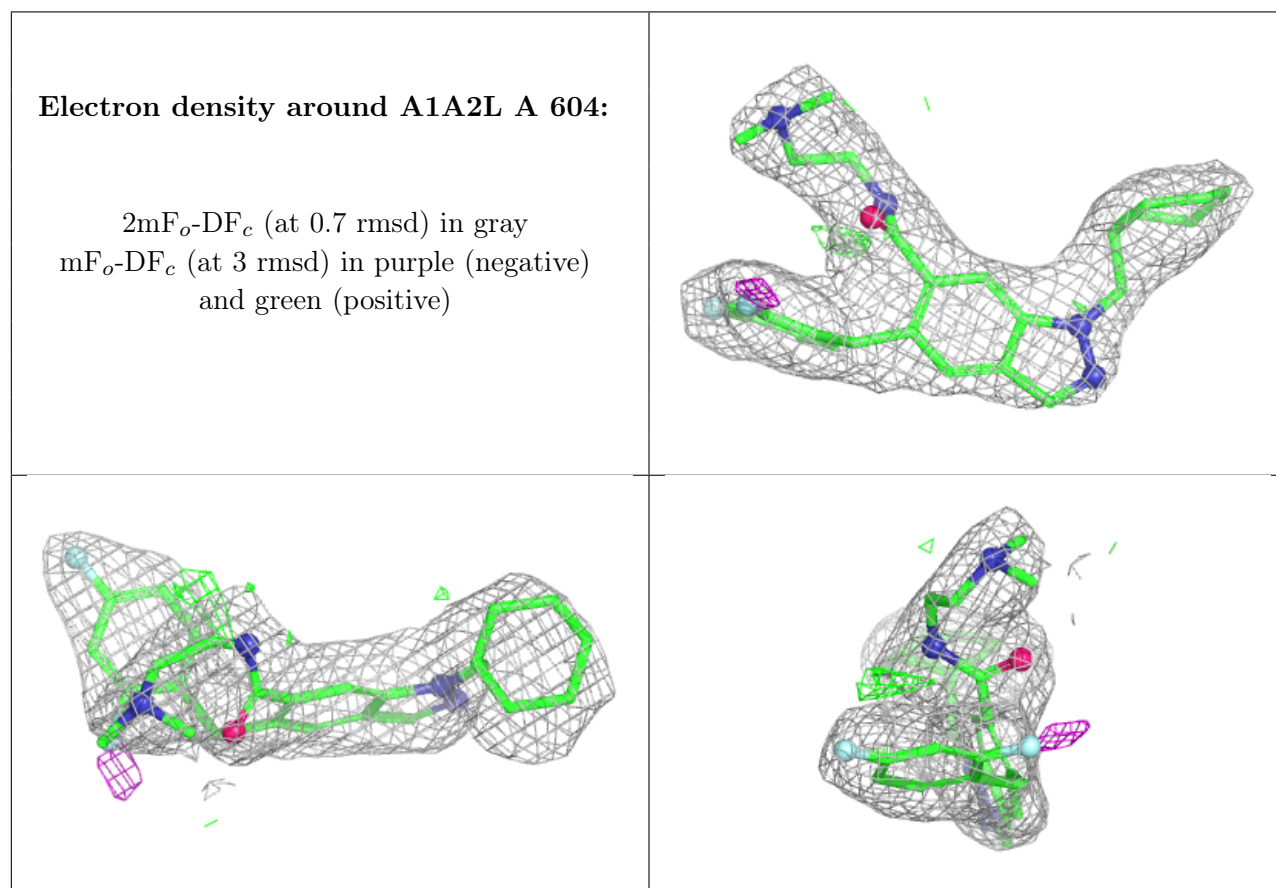 Electron density around A1A2L A 604:
2mFo-DFc (at 0.7 rmsd) in gray
mFo-DFc (at 3 rmsd) in purple (negative)
and green (positive)